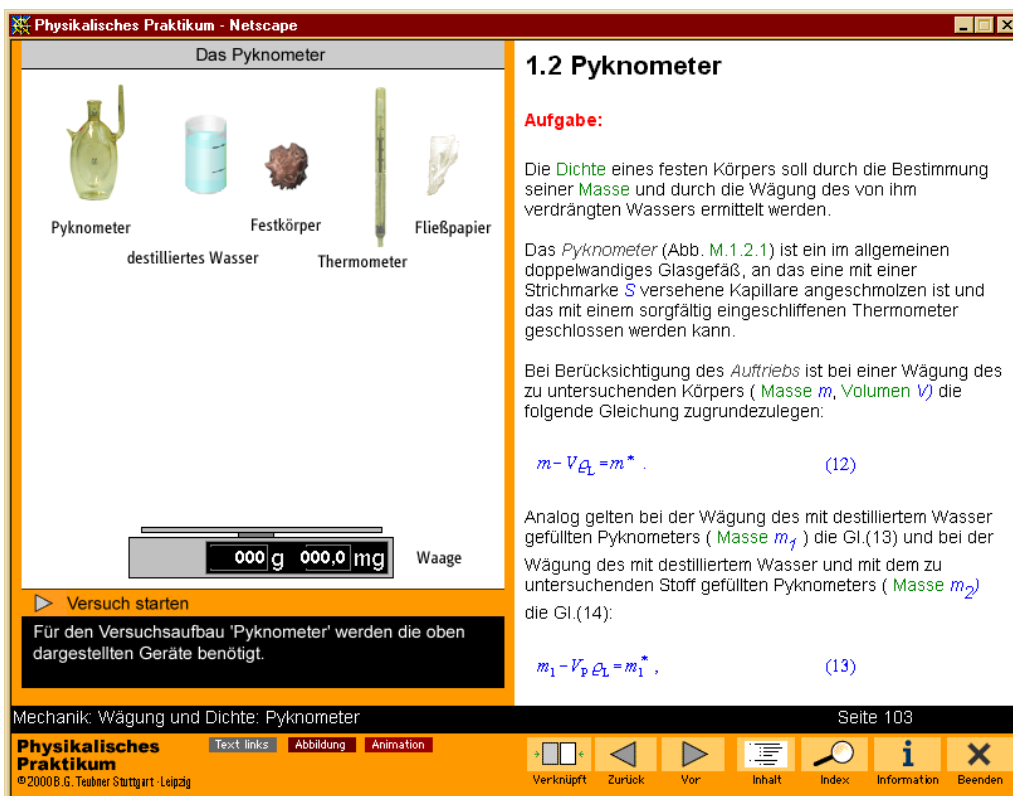 Physikalisches Praktikum - Netscape
Das Pyknometer
Pyknometer
destilliertes Wasser
Festkörper
Thermometer
Fließpapier
000 g 000,0 mg
Waage
Versuch starten
Für den Versuchsaufbau 'Pyknometer' werden die oben
dargestellten Geräte benötigt.
1.2 Pyknometer
Aufgabe:
Die Dichte eines festen Körpers soll durch die Bestimmung
seiner Masse und durch die Wägung des von ihm
verdrängten Wassers ermittelt werden.
Das Pyknometer (Abb. M.1.2.1) ist ein im allgemeinen
doppelwandiges Glasgefäß, an das eine mit einer
Strichmarke S versehene Kapillare angeschmolzen ist und
das mit einem sorgfältig eingeschliffenen Thermometer
geschlossen werden kann.
Bei Berücksichtigung des Auftriebs ist bei einer Wägung des
zu untersuchenden Körpers ( Masse m, Volumen V) die
folgende Gleichung zugrundezulegen:
m - V ϱ_L = m* . (12)
Analog gelten bei der Wägung des mit destilliertem Wasser
gefüllten Pyknometers ( Masse m_1 ) die Gl.(13) und bei der
Wägung des mit destilliertem Wasser und mit dem zu
untersuchenden Stoff gefüllten Pyknometers ( Masse m_2)
die Gl.(14):
m_1 - V_P ϱ_L = m_1* , (13)
Mechanik: Wägung und Dichte: Pyknometer
Seite 103
Physikalisches
Praktikum
© 2000 B.G. Teubner Stuttgart · Leipzig
Text links
Abbildung
Animation
Verknüpft
Zurück
Vor
Inhalt
Index
Information
Beenden